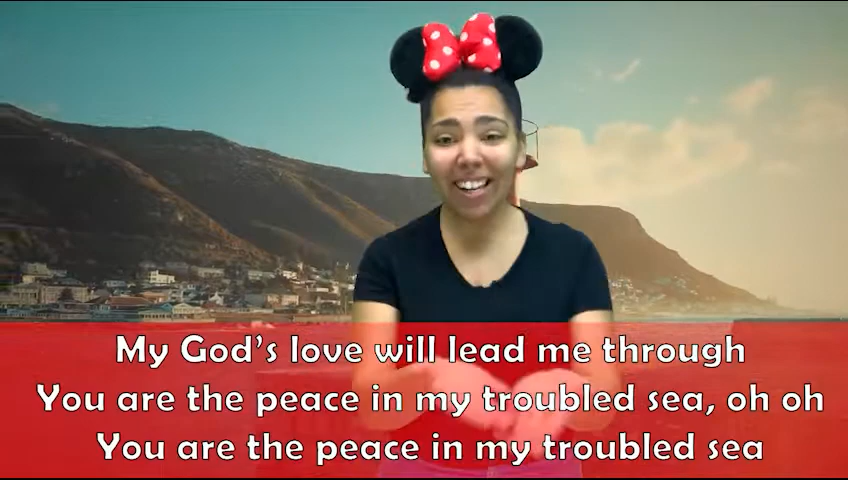 My God's love will lead me through
You are the peace in my troubled sea, oh oh
You are the peace in my troubled sea